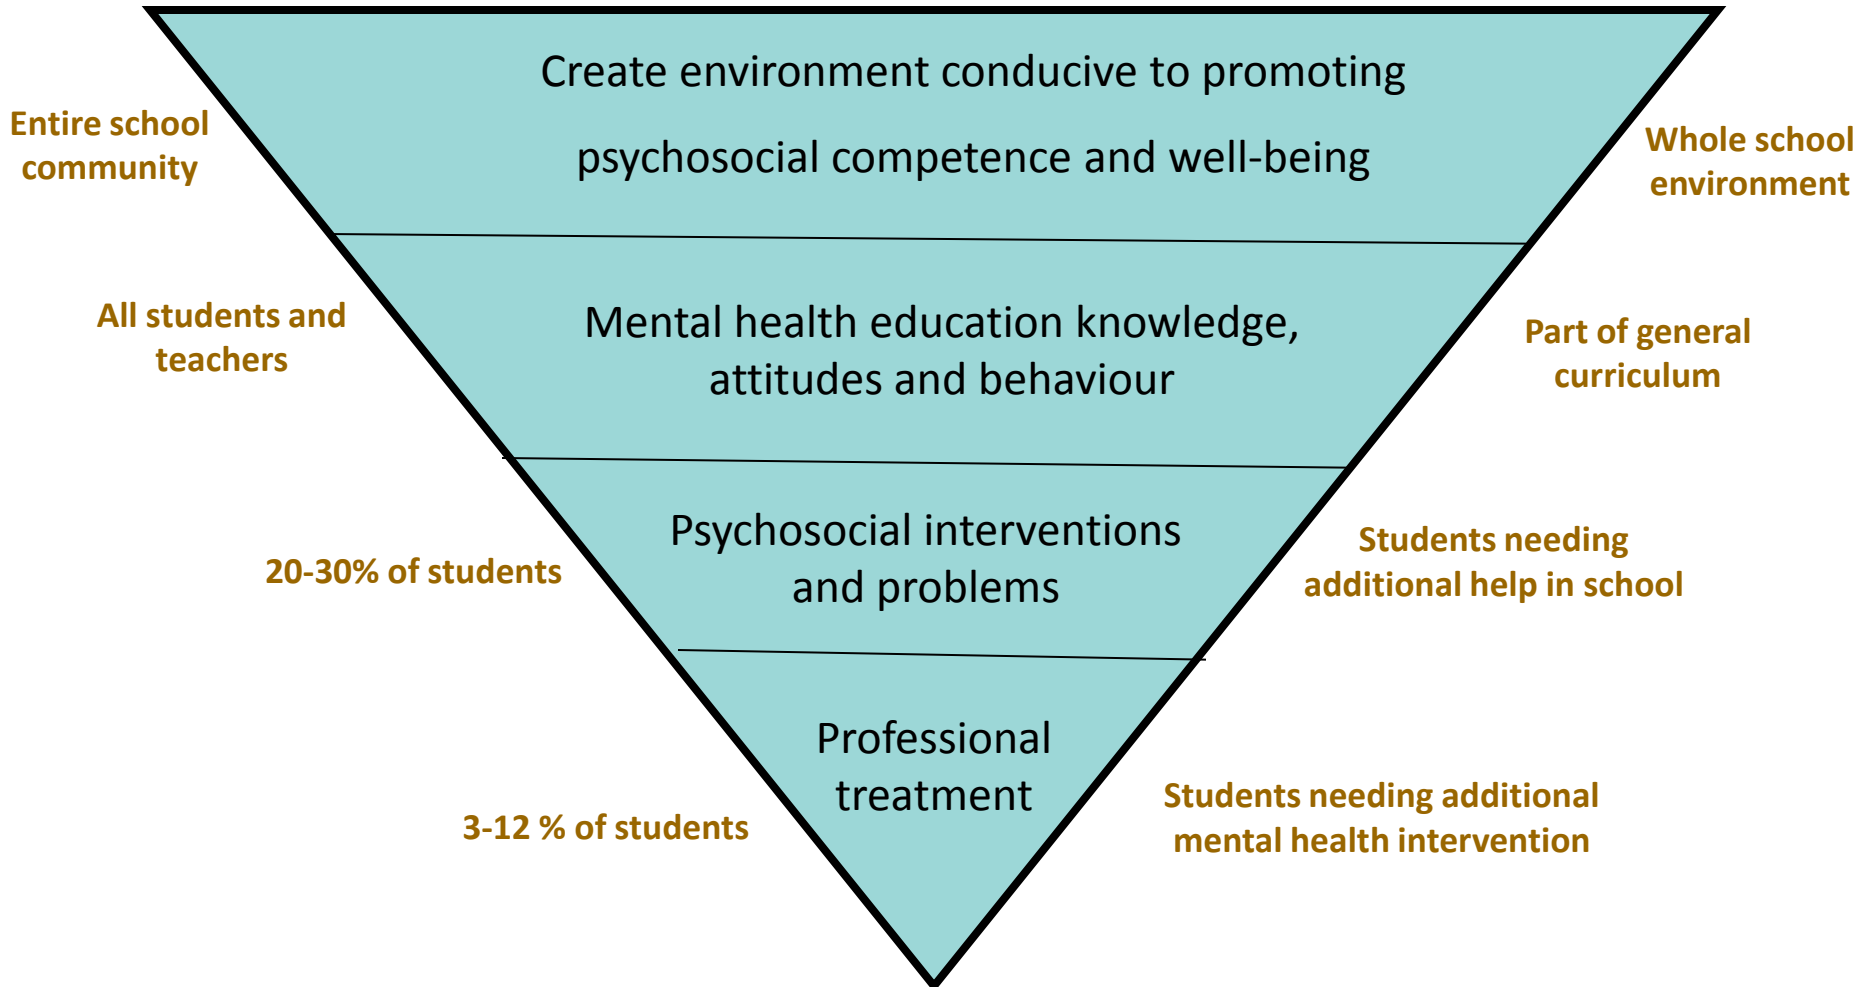 Create environment conducive to promoting
psychosocial competence and well-being
Entire school
community
Whole school
environment
Mental health education knowledge,
attitudes and behaviour
All students and
teachers
Part of general
curriculum
Psychosocial interventions
and problems
20-30% of students
Students needing
additional help in school
Professional
treatment
3-12 % of students
Students needing additional
mental health intervention